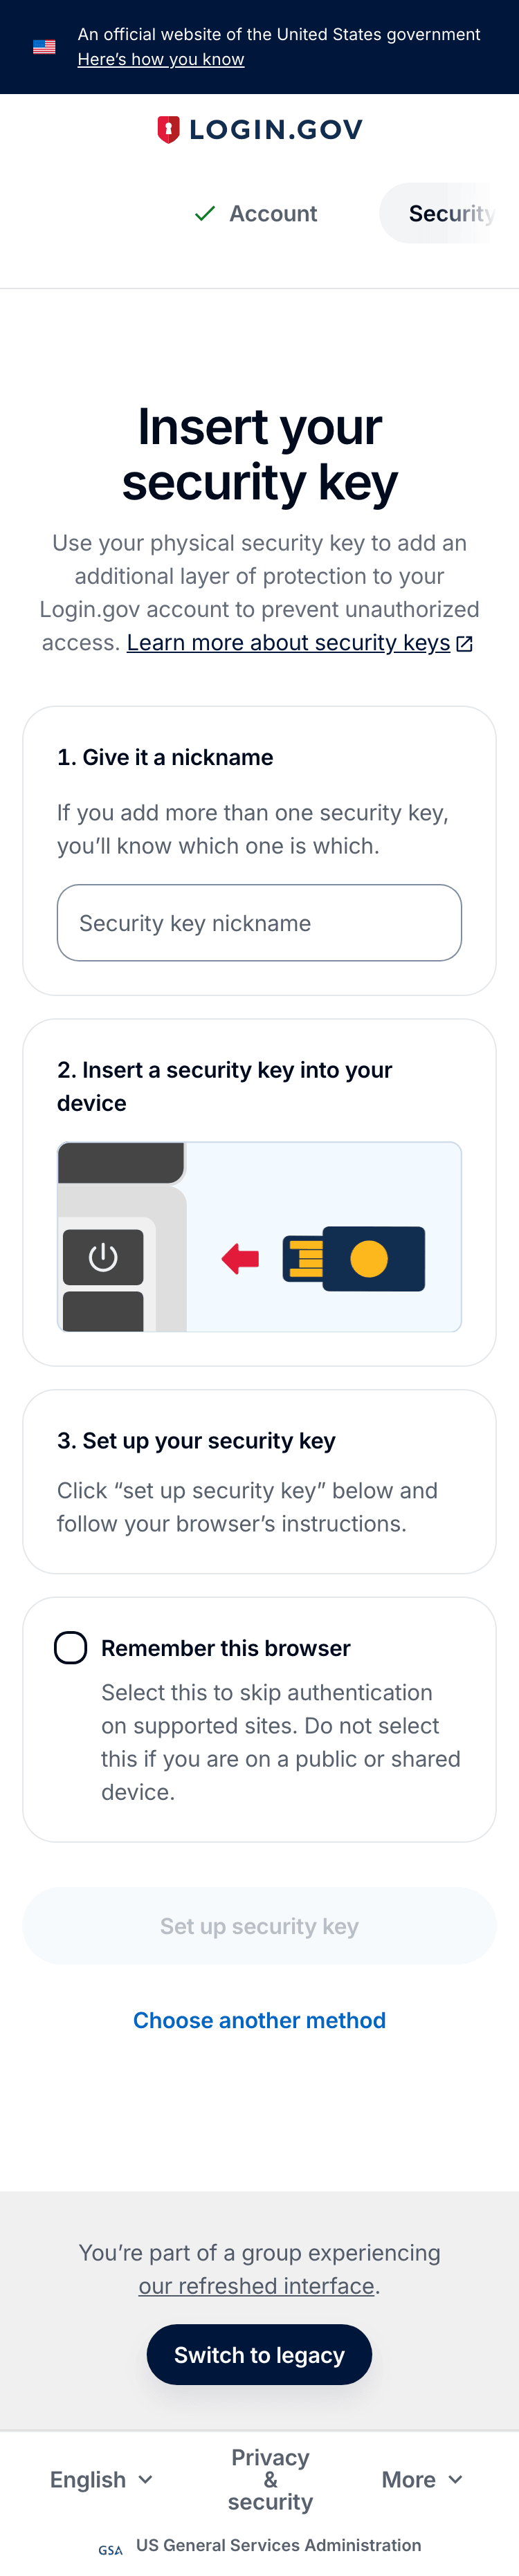 An official website of the United States government
Here’s how you know
LOGIN.GOV
Account
Security
Insert your
security key
Use your physical security key to add an
additional layer of protection to your
Login.gov account to prevent unauthorized
access. Learn more about security keys
1. Give it a nickname
If you add more than one security key,
you’ll know which one is which.
Security key nickname
2. Insert a security key into your
device
3. Set up your security key
Click “set up security key” below and
follow your browser’s instructions.
Remember this browser
Select this to skip authentication
on supported sites. Do not select
this if you are on a public or shared
device.
Set up security key
Choose another method
You’re part of a group experiencing
our refreshed interface.
Switch to legacy
English
Privacy
&
security
More
GSA US General Services Administration